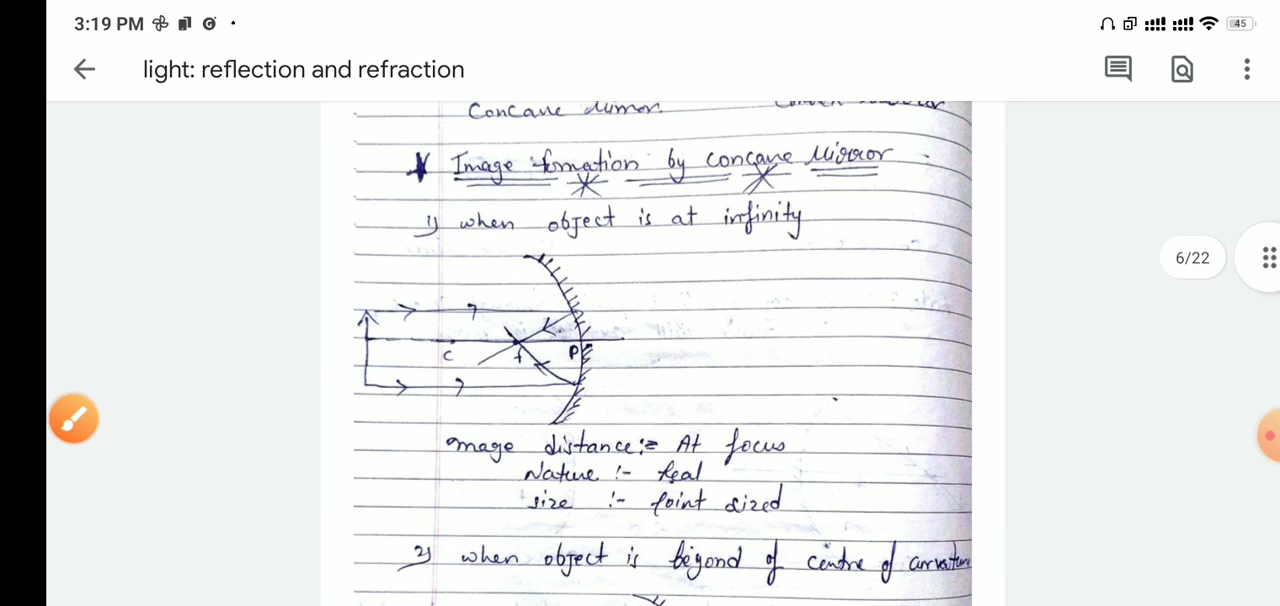 3:19 PM
45
light: reflection and refraction
Concave mirror.
Image formation by concave Mirror
1) when object is at infinity
C
f
P
6/22
Image distance:= At focus
Nature :- Real
size :- Point sized
2) when object is beyond of centre of curvature